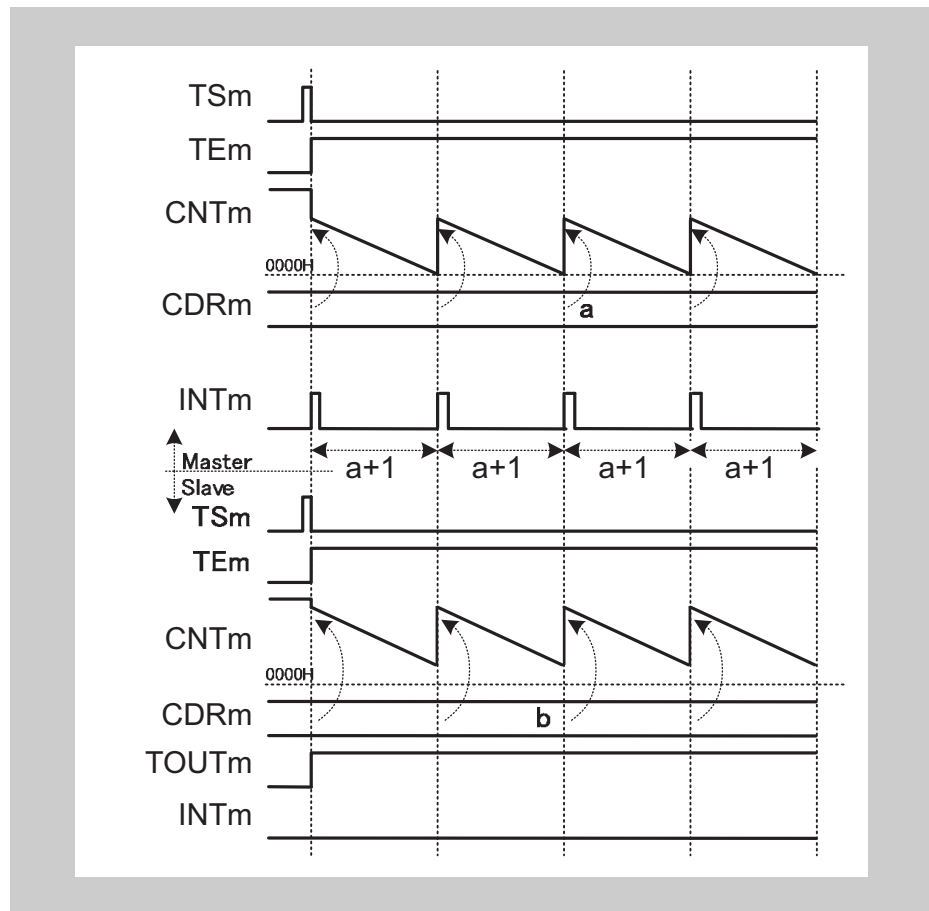 TSm
TEm
CNTm
0000H
CDRm
a
INTm
a+1 a+1 a+1 a+1
Master
Slave
TSm
TEm
CNTm
0000H
CDRm
b
TOUTm
INTm